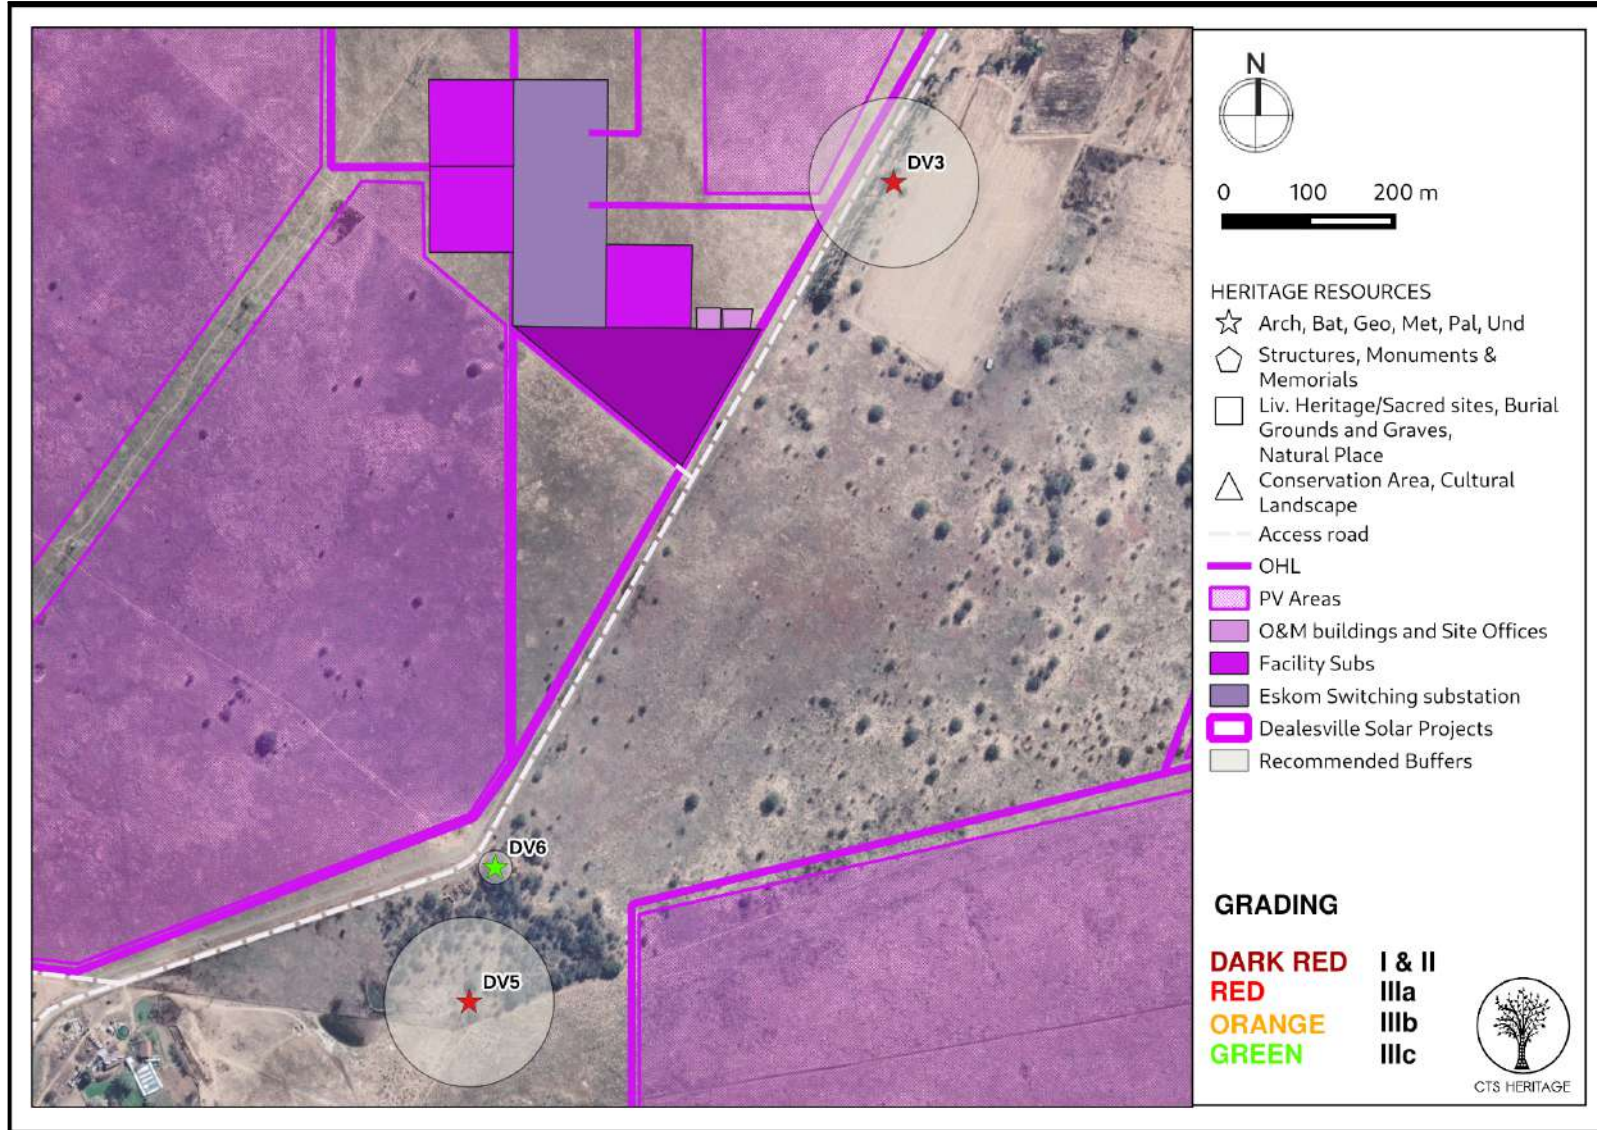 DV3
DV6
DV5
N
0 100 200 m
HERITAGE RESOURCES
Arch, Bat, Geo, Met, Pal, Und
Structures, Monuments &
Memorials
Liv. Heritage/Sacred sites, Burial
Grounds and Graves,
Natural Place
Conservation Area, Cultural
Landscape
Access road
OHL
PV Areas
O&M buildings and Site Offices
Facility Subs
Eskom Switching substation
Dealesville Solar Projects
Recommended Buffers
GRADING
DARK RED I & II
RED IIIa
ORANGE IIIb
GREEN IIIc
CTS HERITAGE